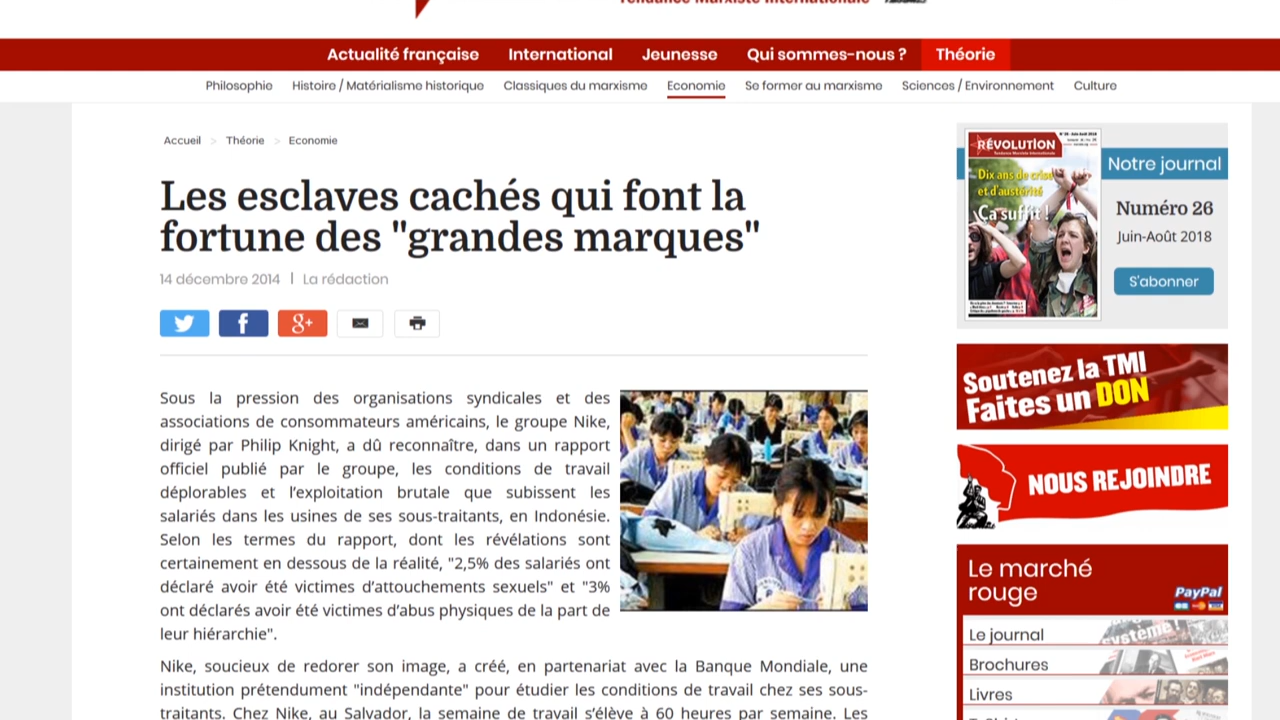 Tendance Marxiste Internationale
Actualité française International Jeunesse Qui sommes-nous ? Théorie
Philosophie Histoire / Matérialisme historique Classiques du marxisme Economie Se former au marxisme Sciences / Environnement Culture
Accueil > Théorie > Economie
Les esclaves cachés qui font la
fortune des "grandes marques"
14 décembre 2014 | La rédaction
g+
Sous la pression des organisations syndicales et des
associations de consommateurs américains, le groupe Nike,
dirigé par Philip Knight, a dû reconnaître, dans un rapport
officiel publié par le groupe, les conditions de travail
déplorables et l’exploitation brutale que subissent les
salariés dans les usines de ses sous-traitants, en Indonésie.
Selon les termes du rapport, dont les révélations sont
certainement en dessous de la réalité, "2,5% des salariés ont
déclaré avoir été victimes d’attouchements sexuels" et "3%
ont déclarés avoir été victimes d’abus physiques de la part de
leur hiérarchie".
Nike, soucieux de redorer son image, a créé, en partenariat avec la Banque Mondiale, une
institution prétendument "indépendante" pour étudier les conditions de travail chez ses sous-
traitants. Chez Nike, au Salvador, la semaine de travail s’élève à 60 heures par semaine. Les
RÉVOLUTION
Tendance Marxiste Internationale
Dix ans de crise
et d'austérité
Ça suffit !
Notre journal
Numéro 26
Juin-Août 2018
S'abonner
Soutenez la TMI
Faites un DON
NOUS REJOINDRE
Le marché
rouge
PayPal
Le journal
Brochures
Livres